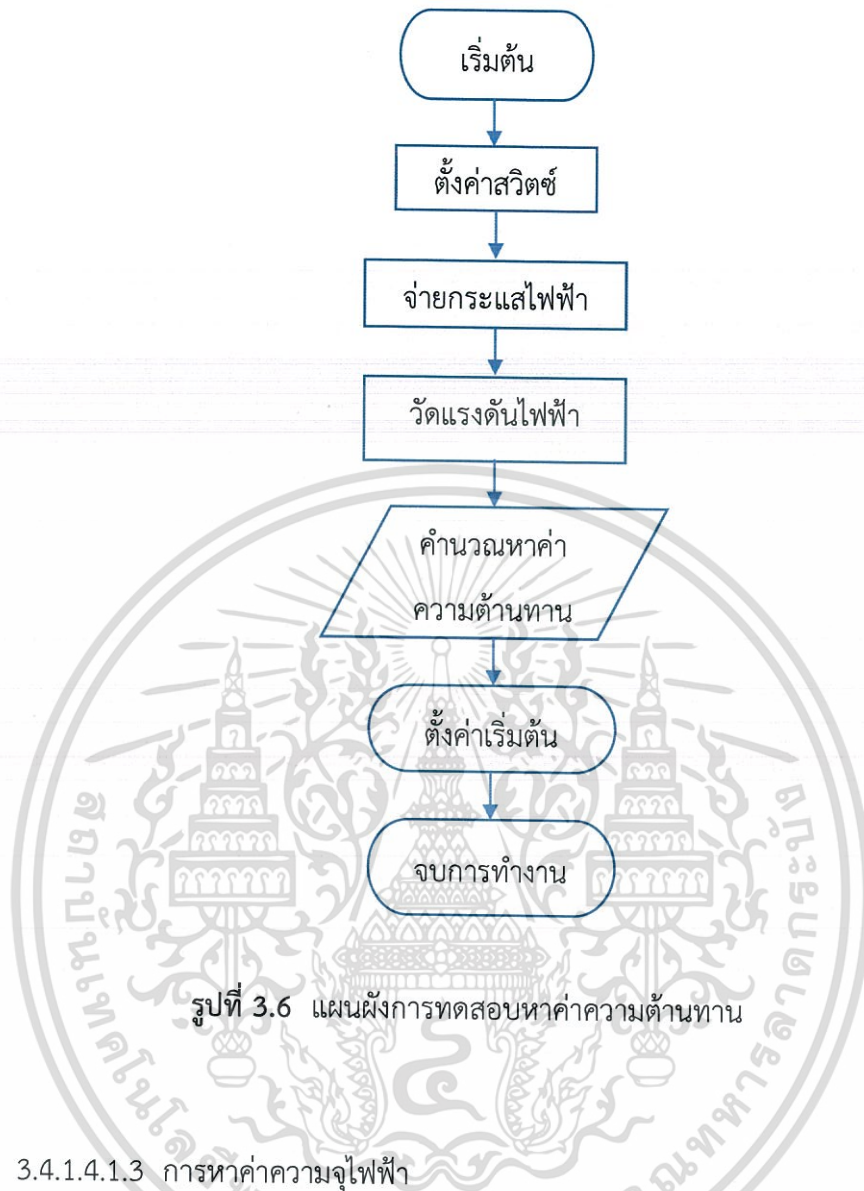 เริ่มต้น
ตั้งค่าสวิตซ์
จ่ายกระแสไฟฟ้า
วัดแรงดันไฟฟ้า
คำนวณหาค่า
ความต้านทาน
ตั้งค่าเริ่มต้น
จบการทำงาน
รูปที่ 3.6 แผนผังการทดสอบหาค่าความต้านทาน
3.4.1.4.1.3 การหาค่าความจุไฟฟ้า